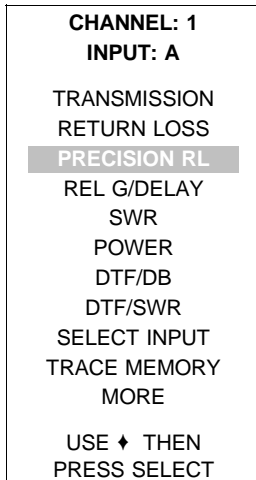 CHANNEL: 1
INPUT: A
TRANSMISSION
RETURN LOSS
PRECISION RL
REL G/DELAY
SWR
POWER
DTF/DB
DTF/SWR
SELECT INPUT
TRACE MEMORY
MORE
USE ♦ THEN
PRESS SELECT